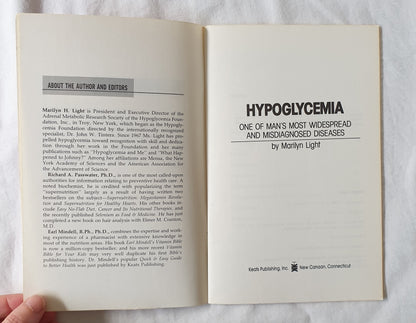 ABOUT THE AUTHOR AND EDITORS
Marilyn H. Light is President and Executive Director of the
Adrenal Metabolic Research Society of the Hypoglycemia Foun-
dation, Inc., in Troy, New York, which began as the Hypogly-
cemia Foundation directed by the internationally recognized
specialist, Dr. John W. Tintera. Since 1967 Ms. Light has pro-
pelled hypoglycemia toward recognition with skill and dedica-
tion through her work in the Foundation and her many
publications such as "Hypoglycemia and Me" and "What Hap-
pened to Johnny?" Among her affiliations are Mensa, the New
York Academy of Sciences and the American Association for
the Advancement of Science.
Richard A. Passwater, Ph.D., is one of the most called-upon
authorities for information relating to preventive health care. A
noted biochemist, he is credited with popularizing the term
"supernutrition" largely as a result of having written two
bestsellers on the subject—Supernutrition: Megavitamin Revolu-
tion and Supernutrition for Healthy Hearts. His other books in-
clude Easy No-Flab Diet, Cancer and Its Nutritional Therapies, and
the recently published Selenium as Food & Medicine. He has just
completed a new book on hair analysis with Elmer M. Cranton,
M.D.
Earl Mindell, R.Ph., Ph.D., combines the expertise and work-
ing experience of a pharmacist with extensive knowledge in
most of the nutrition areas. His book Earl Mindell's Vitamin Bible
is now a million-copy bestseller, and his more recent Vitamin
Bible for Your Kids may very well duplicate his first Bible's
publishing history. Dr. Mindell's popular Quick & Easy Guide
to Better Health was just published by Keats Publishing.
HYPOGLYCEMIA
ONE OF MAN'S MOST WIDESPREAD
AND MISDIAGNOSED DISEASES
by Marilyn Light
Keats Publishing, Inc. New Canaan, Connecticut